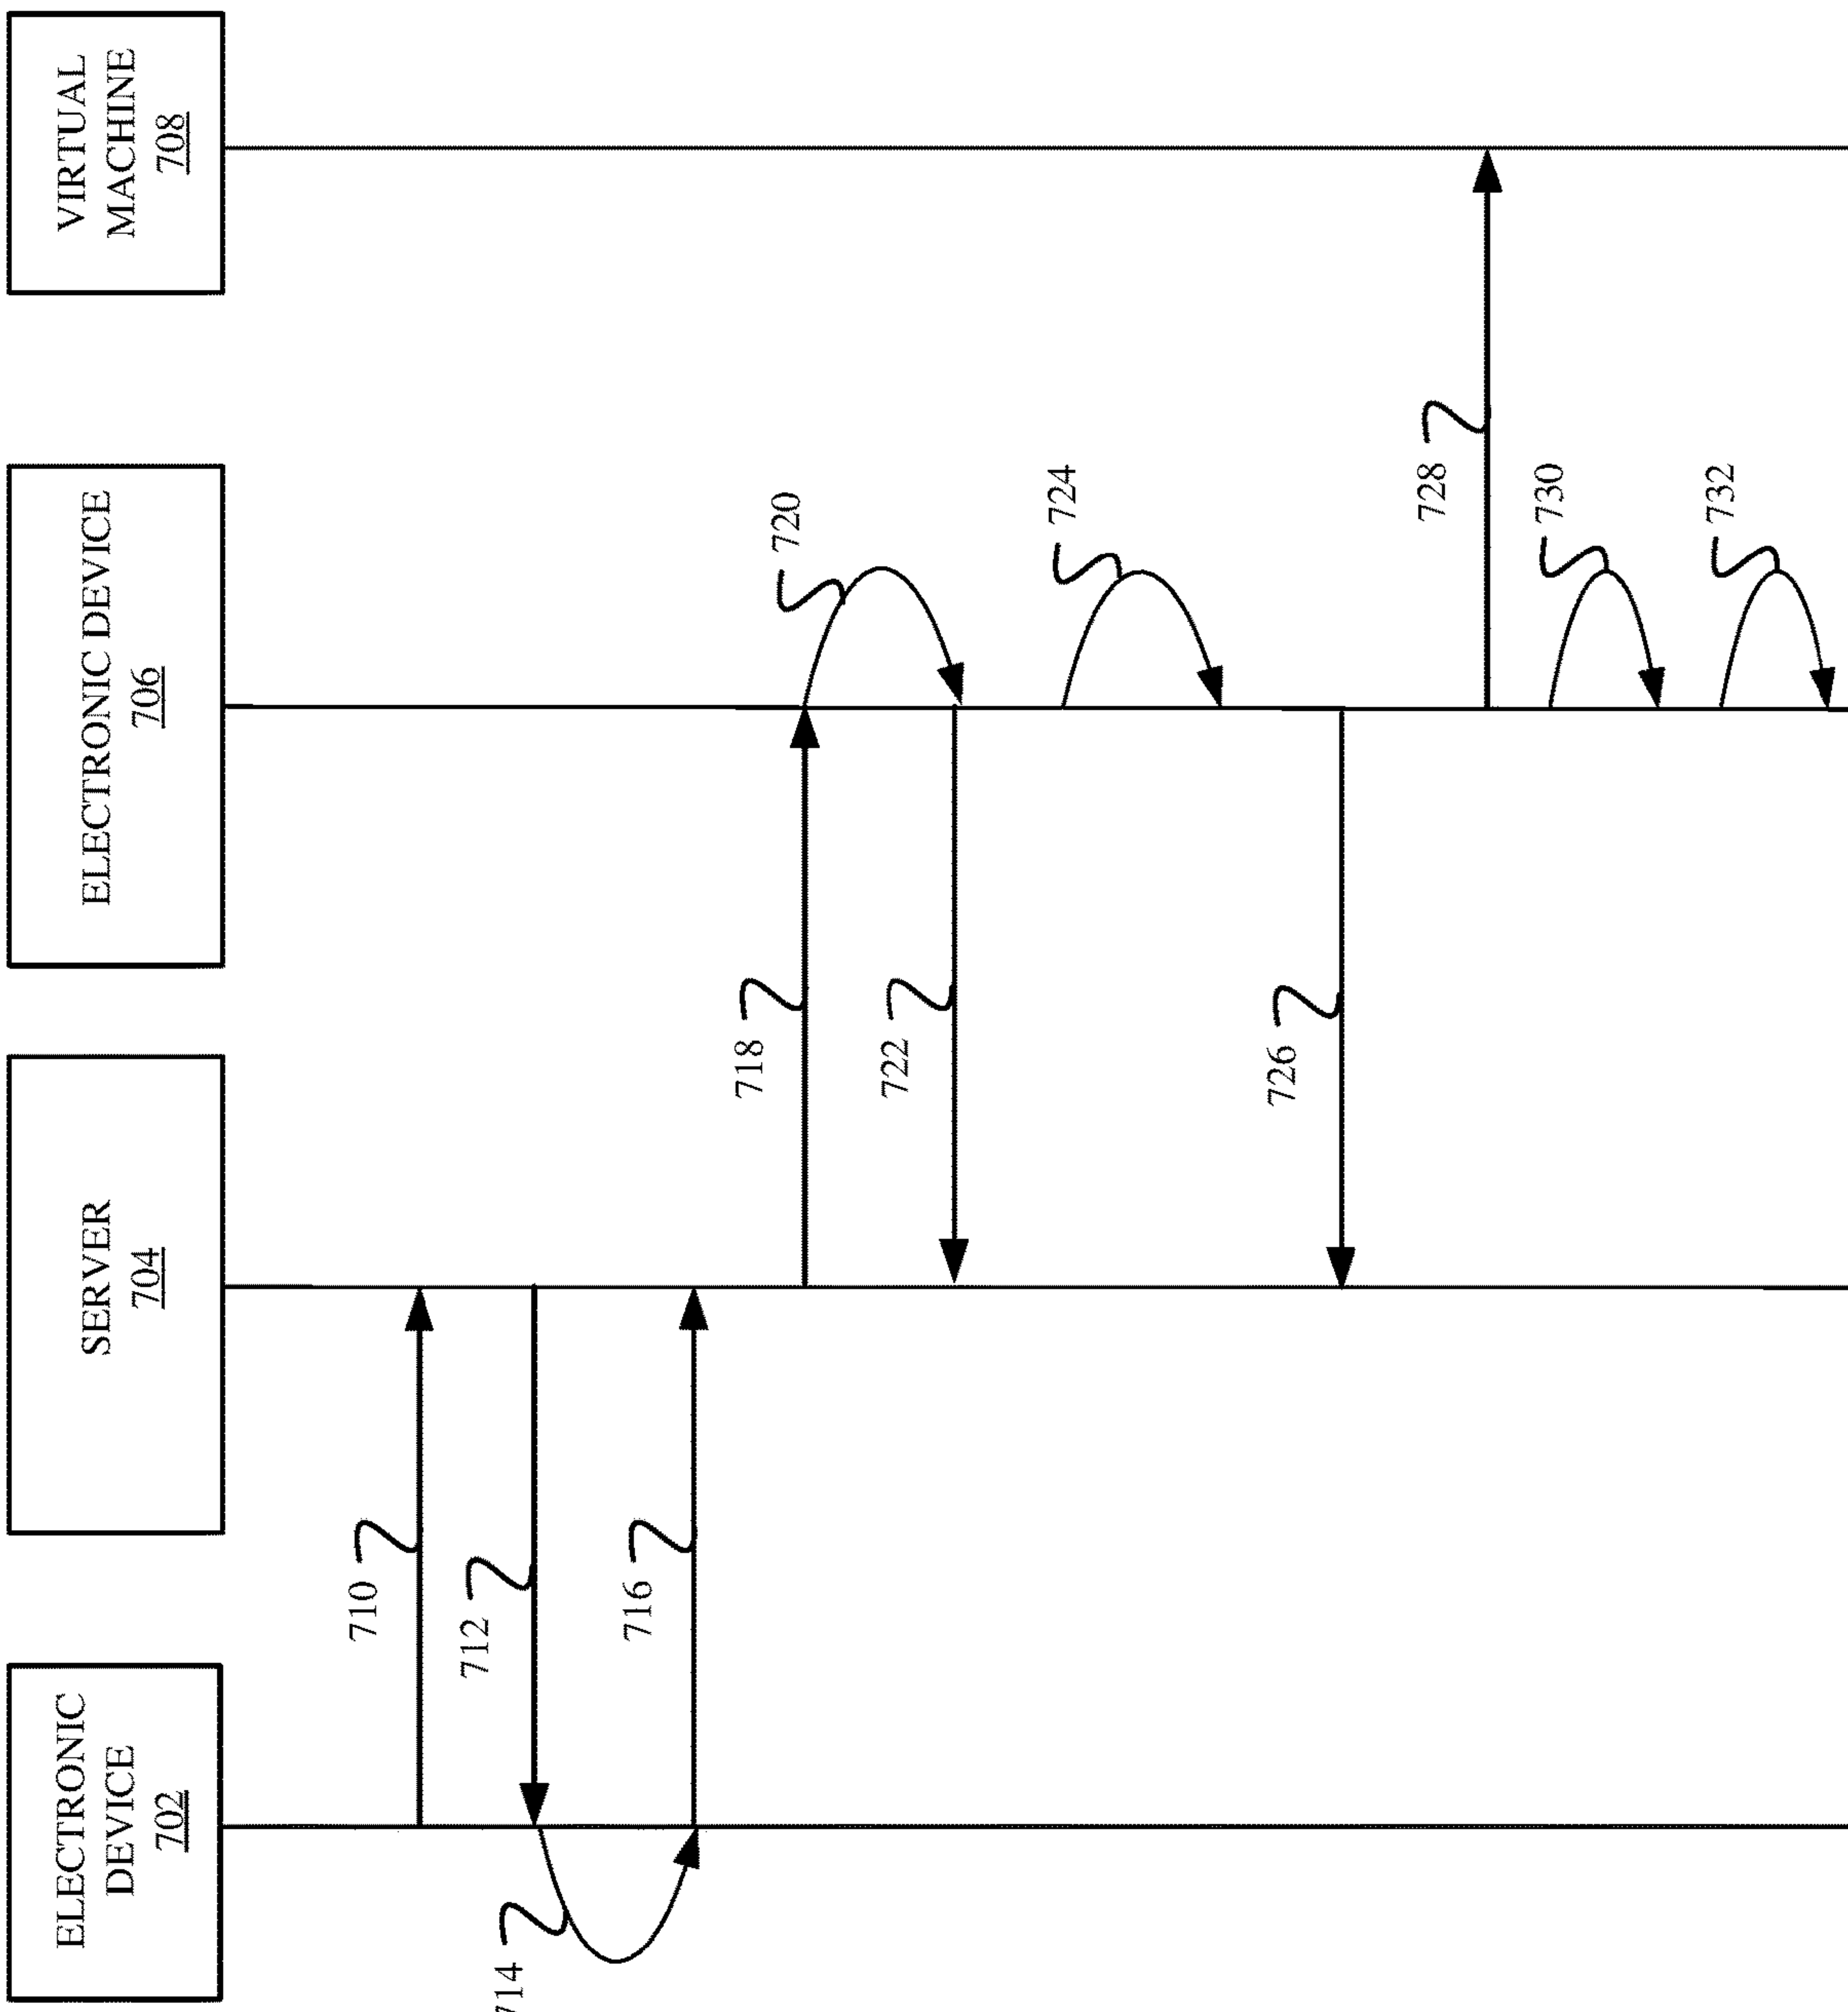 ELECTRONIC
DEVICE
702
SERVER
704
ELECTRONIC DEVICE
706
VIRTUAL
MACHINE
708
710
712
714
716
718
720
722
724
726
728
730
732